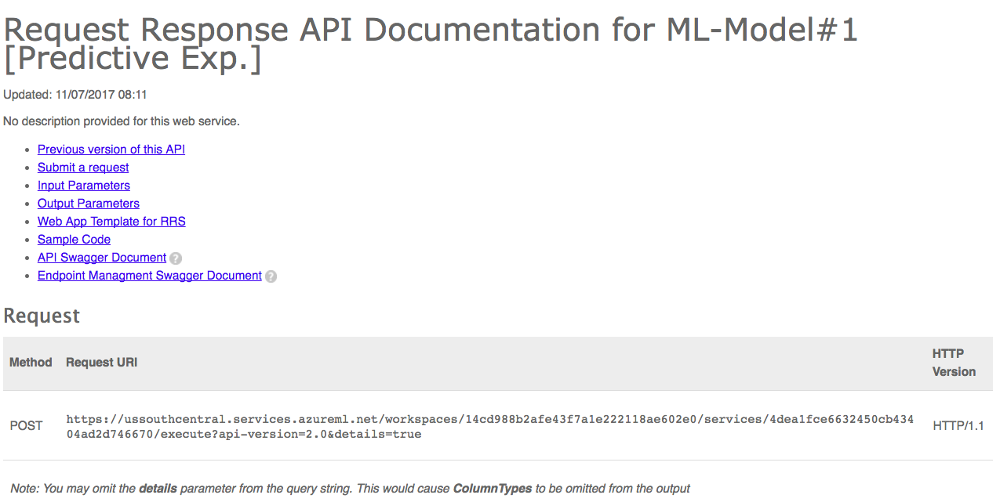 Request Response API Documentation for ML-Model#1
[Predictive Exp.]
Updated: 11/07/2017 08:11
No description provided for this web service.
Previous version of this API
Submit a request
Input Parameters
Output Parameters
Web App Template for RRS
Sample Code
API Swagger Document ?
Endpoint Managment Swagger Document ?
Request
Method Request URI HTTP
Version
POST https://ussouthcentral.services.azureml.net/workspaces/14cd988b2afe43f7a1e222118ae602e0/services/4dea1fce6632450cb434
04ad2d746670/execute?api-version=2.0&details=true HTTP/1.1
Note: You may omit the details parameter from the query string. This would cause ColumnTypes to be omitted from the output